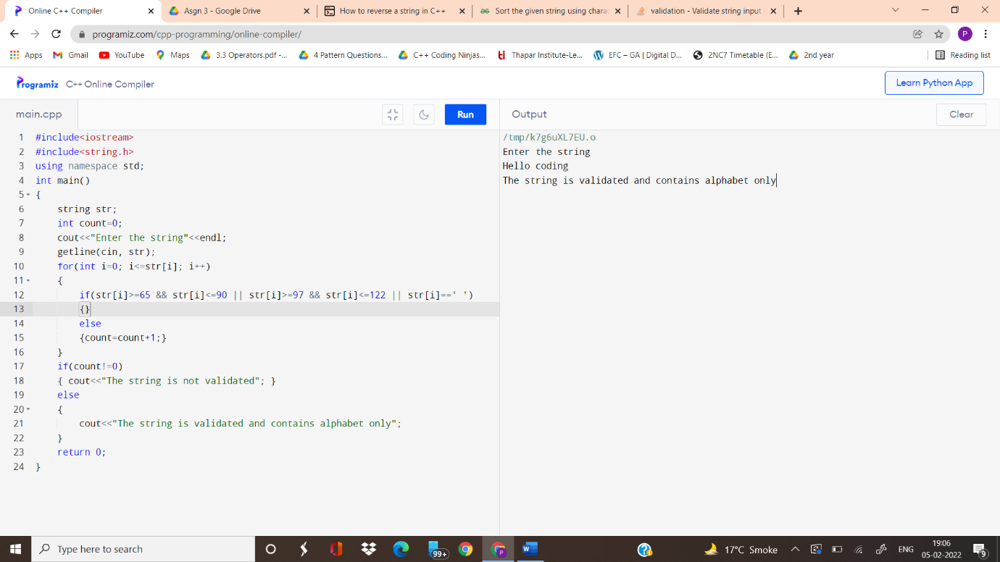 Online C++ Compiler
Asgn 3 - Google Drive
How to reverse a string in C++
Sort the given string using chara
validation - Validate string input
programiz.com/cpp-programming/online-compiler/
P
Apps
Gmail
YouTube
Maps
3.3 Operators.pdf -...
4 Pattern Questions...
C++ Coding Ninjas...
Thapar Institute-Le...
EFC – GA | Digital D...
2NC7 Timetable (E...
2nd year
Reading list
Programiz
C++ Online Compiler
Learn Python App
main.cpp
Run
Output
Clear
1 #include<iostream>
2 #include<string.h>
3 using namespace std;
4 int main()
5 {
6 string str;
7 int count=0;
8 cout<<"Enter the string"<<endl;
9 getline(cin, str);
10 for(int i=0; i<=str[i]; i++)
11 {
12 if(str[i]>=65 && str[i]<=90 || str[i]>=97 && str[i]<=122 || str[i]==' ')
13 {}
14 else
15 {count=count+1;}
16 }
17 if(count!=0)
18 { cout<<"The string is not validated"; }
19 else
20 {
21 cout<<"The string is validated and contains alphabet only";
22 }
23 return 0;
24 }
/tmp/k7g6uXL7EU.o
Enter the string
Hello coding
The string is validated and contains alphabet only
Type here to search
99+
P
W
17°C Smoke
ENG
19:06
05-02-2022
9